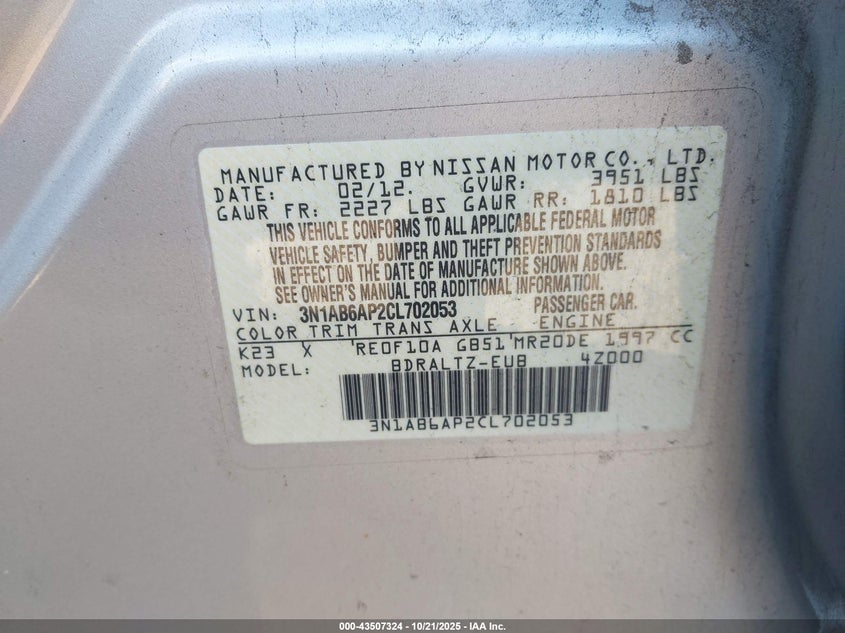 MANUFACTURED BY NISSAN MOTOR CO., LTD.
DATE: 02/12. GVWR: 3951 LBS
GAWR FR: 2227 LBS GAWR RR: 1810 LBS
THIS VEHICLE CONFORMS TO ALL APPLICABLE FEDERAL MOTOR
VEHICLE SAFETY, BUMPER AND THEFT PREVENTION STANDARDS
IN EFFECT ON THE DATE OF MANUFACTURE SHOWN ABOVE.
SEE OWNER'S MANUAL FOR ADDITIONAL INFORMATION.
VIN: 3N1AB6AP2CL702053 PASSENGER CAR.
COLOR TRIM TRANS AXLE ENGINE
K23 X RE0F10A GB51 MR20DE 1997 CC
MODEL: BDRALTZ-EUB 4Z000
3N1AB6AP2CL702053
000-43507324 | 10/21/2025 - IAA Inc.